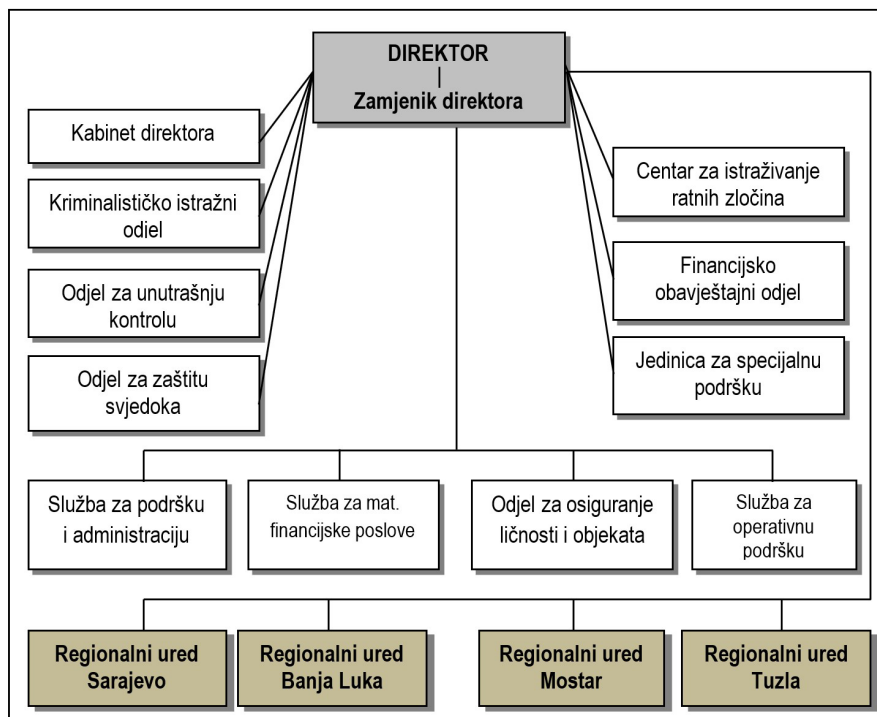 DIREKTOR
Zamjenik direktora
Kabinet direktora
Kriminalističko istražni
odjel
Odjel za unutrašnju
kontrolu
Odjel za zaštitu
svjedoka
Centar za istraživanje
ratnih zločina
Financijsko
obavještajni odjel
Jedinica za specijalnu
podršku
Služba za podršku
i administraciju
Služba za mat.
financijske poslove
Odjel za osiguranje
ličnosti i objekata
Služba za
operativnu
podršku
Regionalni ured
Sarajevo
Regionalni ured
Banja Luka
Regionalni ured
Mostar
Regionalni ured
Tuzla